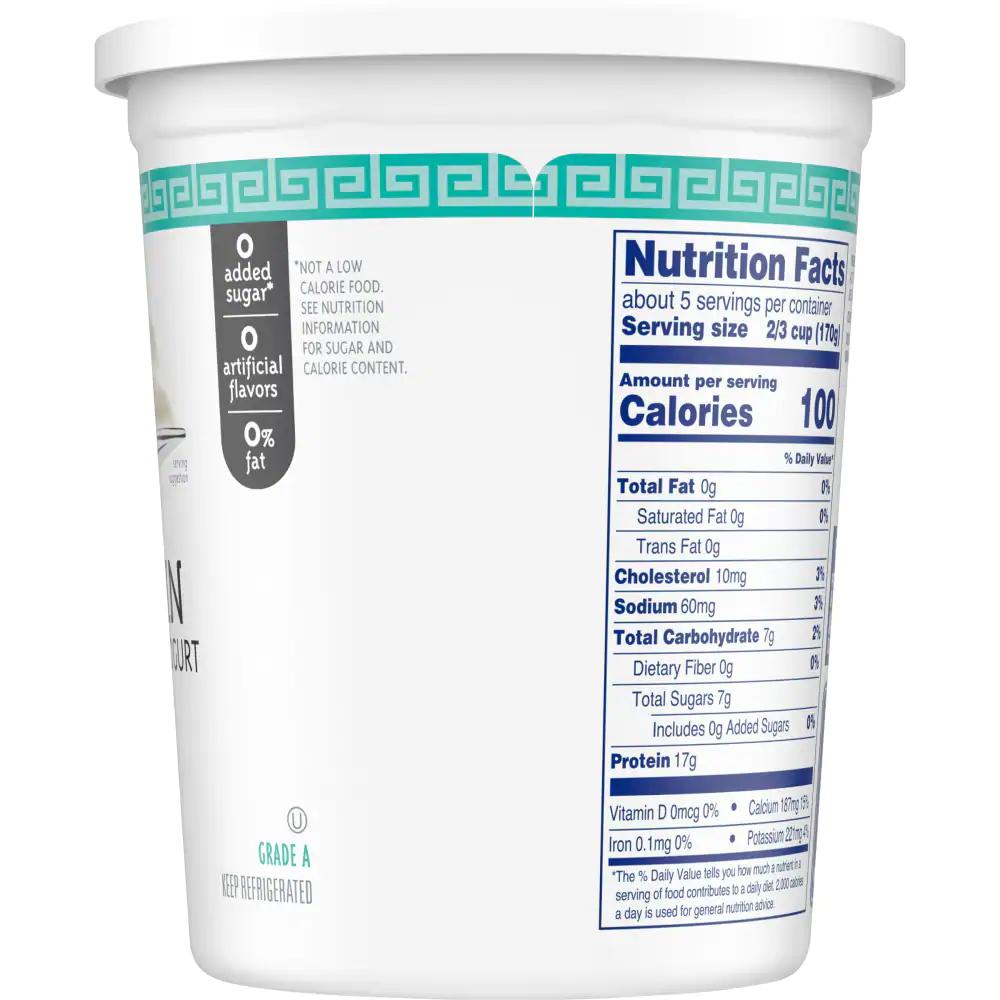 0
added
sugar*
0
artificial
flavors
0%
fat
*NOT A LOW
CALORIE FOOD.
SEE NUTRITION
INFORMATION
FOR SUGAR AND
CALORIE CONTENT.
serving
suggestion
U
GRADE A
KEEP REFRIGERATED
Nutrition Facts
about 5 servings per container
Serving size 2/3 cup (170g)
Amount per serving
Calories 100
% Daily Value*
Total Fat 0g 0%
Saturated Fat 0g 0%
Trans Fat 0g
Cholesterol 10mg 3%
Sodium 60mg 3%
Total Carbohydrate 7g 2%
Dietary Fiber 0g 0%
Total Sugars 7g
Includes 0g Added Sugars 0%
Protein 17g
Vitamin D 0mcg 0% • Calcium 187mg 15%
Iron 0.1mg 0% • Potassium 221mg 4%
*The % Daily Value tells you how much a nutrient in a
serving of food contributes to a daily diet. 2,000 calories
a day is used for general nutrition advice.